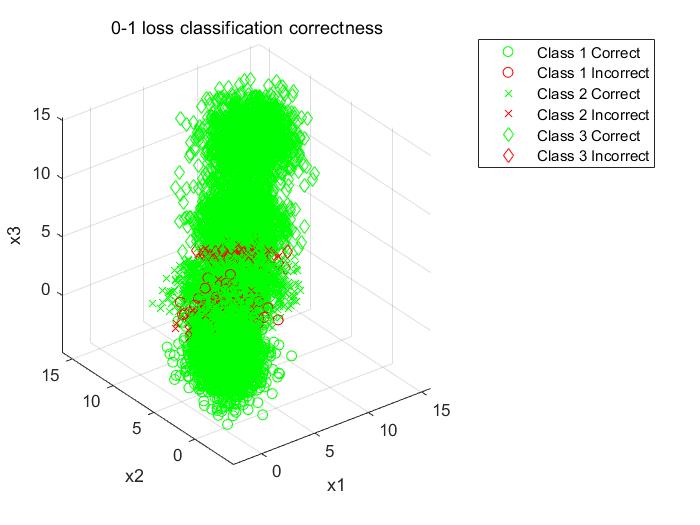 0-1 loss classification correctness
Class 1 Correct
Class 1 Incorrect
Class 2 Correct
Class 2 Incorrect
Class 3 Correct
Class 3 Incorrect
15
10
5
0
x3
15
10
5
0
x2
0
5
10
15
x1